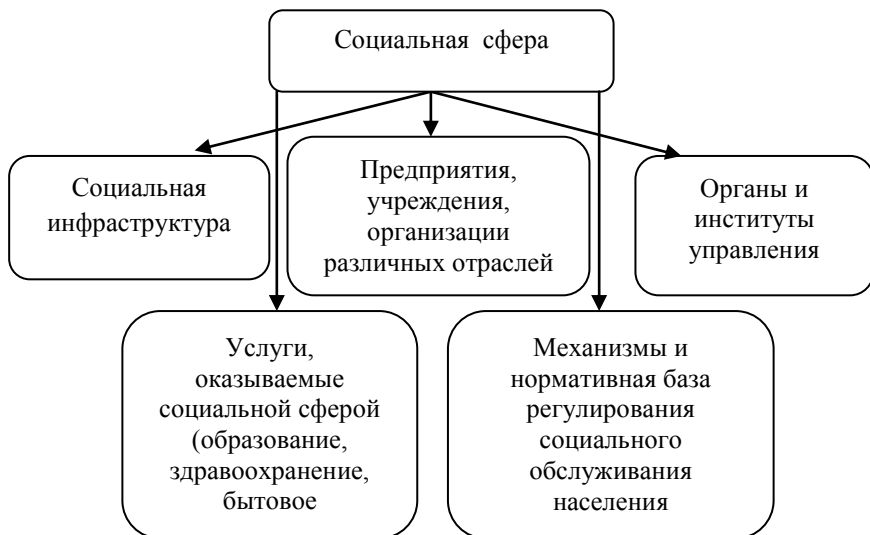 Социальная сфера
Социальная
инфраструктура
Предприятия,
учреждения,
организации
различных отраслей
Органы и
институты
управления
Услуги,
оказываемые
социальной сферой
(образование,
здравоохранение,
бытовое
Механизмы и
нормативная база
регулирования
социального
обслуживания
населения